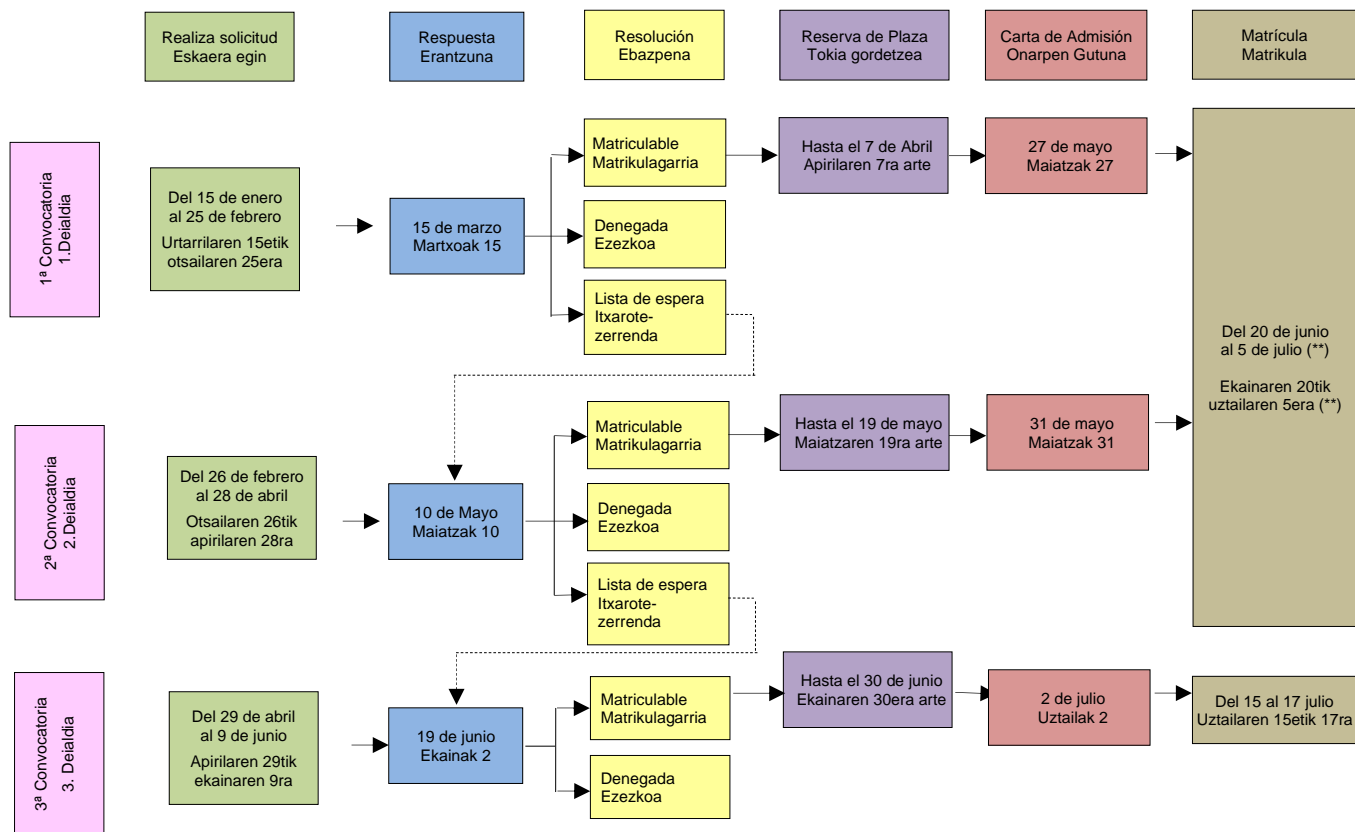 Realiza solicitud
Eskaera egin
Respuesta
Erantzuna
Resolución
Ebazpena
Reserva de Plaza
Tokia gordetzea
Carta de Admisión
Onarpen Gutuna
Matrícula
Matrikula
1ª Convocatoria
1.Deialdia
Del 15 de enero
al 25 de febrero
Urtarrilaren 15etik
otsailaren 25era
15 de marzo
Martxoak 15
Matriculable
Matrikulagarria
Denegada
Ezezkoa
Lista de espera
Itxarote-
zerrenda
Hasta el 7 de Abril
Apirilaren 7ra arte
27 de mayo
Maiatzak 27
Del 20 de junio
al 5 de julio (**)
Ekainaren 20tik
uztailaren 5era (**)
2ª Convocatoria
2.Deialdia
Del 26 de febrero
al 28 de abril
Otsailaren 26tik
apirilaren 28ra
10 de Mayo
Maiatzak 10
Matriculable
Matrikulagarria
Denegada
Ezezkoa
Lista de espera
Itxarote-
zerrenda
Hasta el 19 de mayo
Maiatzaren 19ra arte
31 de mayo
Maiatzak 31
3ª Convocatoria
3. Deialdia
Del 29 de abril
al 9 de junio
Apirilaren 29tik
ekainaren 9ra
19 de junio
Ekainak 2
Matriculable
Matrikulagarria
Denegada
Ezezkoa
Hasta el 30 de junio
Ekainaren 30era arte
2 de julio
Uztailak 2
Del 15 al 17 julio
Uztailaren 15etik 17ra